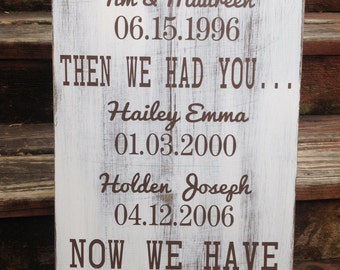 Tim & Maureen
06.15.1996
THEN WE HAD YOU...
Hailey Emma
01.03.2000
Holden Joseph
04.12.2006
NOW WE HAVE